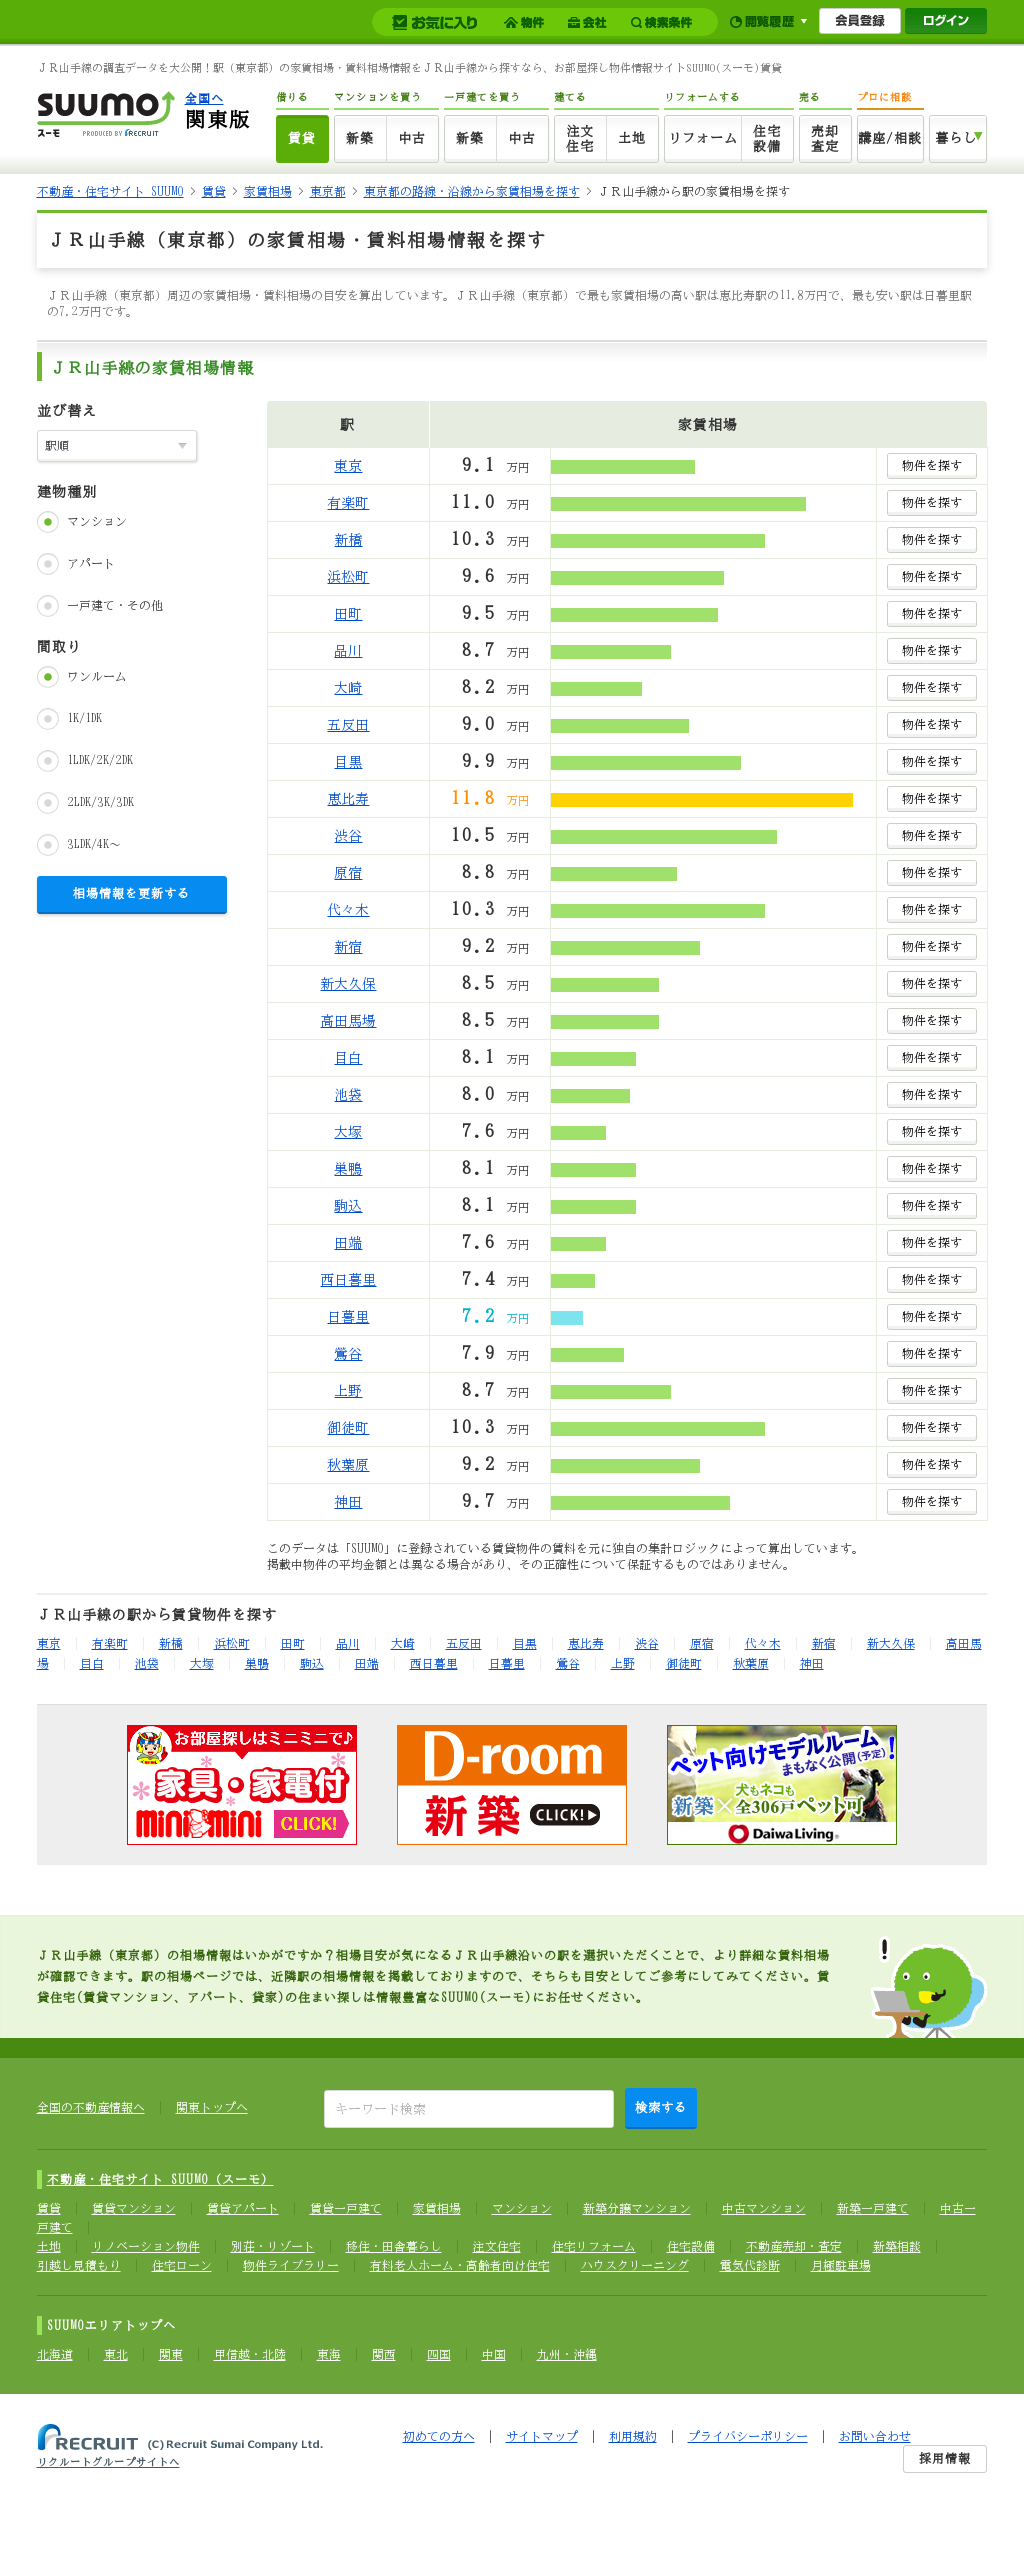 お気に入り 物件 会社 検索条件 閲覧履歴 会員登録 ログイン
ＪＲ山手線の調査データを大公開！駅（東京都）の家賃相場・賃料相場情報をＪＲ山手線から探すなら、お部屋探し物件情報サイトSUUMO(スーモ)賃貸
SUUMO スーモ PRODUCED BY RECRUIT
全国へ
関東版
借りる マンションを買う 一戸建てを買う 建てる リフォームする 売る プロに相談
賃貸 新築 中古 新築 中古 注文住宅 土地 リフォーム 住宅設備 売却査定 講座/相談 暮らし
不動産・住宅サイト SUUMO > 賃貸 > 家賃相場 > 東京都 > 東京都の路線・沿線から家賃相場を探す > ＪＲ山手線から駅の家賃相場を探す
ＪＲ山手線（東京都）の家賃相場・賃料相場情報を探す
ＪＲ山手線（東京都）周辺の家賃相場・賃料相場の目安を算出しています。ＪＲ山手線（東京都）で最も家賃相場の高い駅は恵比寿駅の11.8万円で、最も安い駅は日暮里駅
の7.2万円です。
ＪＲ山手線の家賃相場情報
並び替え
駅順
建物種別
マンション
アパート
一戸建て・その他
間取り
ワンルーム
1K/1DK
1LDK/2K/2DK
2LDK/3K/3DK
3LDK/4K～
相場情報を更新する
駅 家賃相場
東京 9.1 万円 物件を探す
有楽町 11.0 万円 物件を探す
新橋 10.3 万円 物件を探す
浜松町 9.6 万円 物件を探す
田町 9.5 万円 物件を探す
品川 8.7 万円 物件を探す
大崎 8.2 万円 物件を探す
五反田 9.0 万円 物件を探す
目黒 9.9 万円 物件を探す
恵比寿 11.8 万円 物件を探す
渋谷 10.5 万円 物件を探す
原宿 8.8 万円 物件を探す
代々木 10.3 万円 物件を探す
新宿 9.2 万円 物件を探す
新大久保 8.5 万円 物件を探す
高田馬場 8.5 万円 物件を探す
目白 8.1 万円 物件を探す
池袋 8.0 万円 物件を探す
大塚 7.6 万円 物件を探す
巣鴨 8.1 万円 物件を探す
駒込 8.1 万円 物件を探す
田端 7.6 万円 物件を探す
西日暮里 7.4 万円 物件を探す
日暮里 7.2 万円 物件を探す
鶯谷 7.9 万円 物件を探す
上野 8.7 万円 物件を探す
御徒町 10.3 万円 物件を探す
秋葉原 9.2 万円 物件を探す
神田 9.7 万円 物件を探す
このデータは「SUUMO」に登録されている賃貸物件の賃料を元に独自の集計ロジックによって算出しています。
掲載中物件の平均金額とは異なる場合があり、その正確性について保証するものではありません。
ＪＲ山手線の駅から賃貸物件を探す
東京 有楽町 新橋 浜松町 田町 品川 大崎 五反田 目黒 恵比寿 渋谷 原宿 代々木 新宿 新大久保 高田馬
場 目白 池袋 大塚 巣鴨 駒込 田端 西日暮里 日暮里 鶯谷 上野 御徒町 秋葉原 神田
お部屋探しはミニミニで♪
家具・家電付
minimini CLICK!
D-room
新築 CLICK!
ペット向けモデルルーム
まもなく公開(予定)!
犬もネコも
新築×全306戸ペット可
Daiwa Living®
ＪＲ山手線（東京都）の相場情報はいかがですか？相場目安が気になるＪＲ山手線沿いの駅を選択いただくことで、より詳細な賃料相場
が確認できます。駅の相場ページでは、近隣駅の相場情報を掲載しておりますので、そちらも目安としてご参考にしてみてください。賃
貸住宅(賃貸マンション、アパート、貸家)の住まい探しは情報豊富なSUUMO(スーモ)にお任せください。
全国の不動産情報へ 関東トップへ キーワード検索 検索する
不動産・住宅サイト SUUMO（スーモ）
賃貸 賃貸マンション 賃貸アパート 賃貸一戸建て 家賃相場 マンション 新築分譲マンション 中古マンション 新築一戸建て 中古一
戸建て
土地 リノベーション物件 別荘・リゾート 移住・田舎暮らし 注文住宅 住宅リフォーム 住宅設備 不動産売却・査定 新築相談
引越し見積もり 住宅ローン 物件ライブラリー 有料老人ホーム・高齢者向け住宅 ハウスクリーニング 電気代診断 月極駐車場
SUUMOエリアトップへ
北海道 東北 関東 甲信越・北陸 東海 関西 四国 中国 九州・沖縄
RECRUIT (C) Recruit Sumai Company Ltd.
リクルートグループサイトへ
初めての方へ サイトマップ 利用規約 プライバシーポリシー お問い合わせ
採用情報